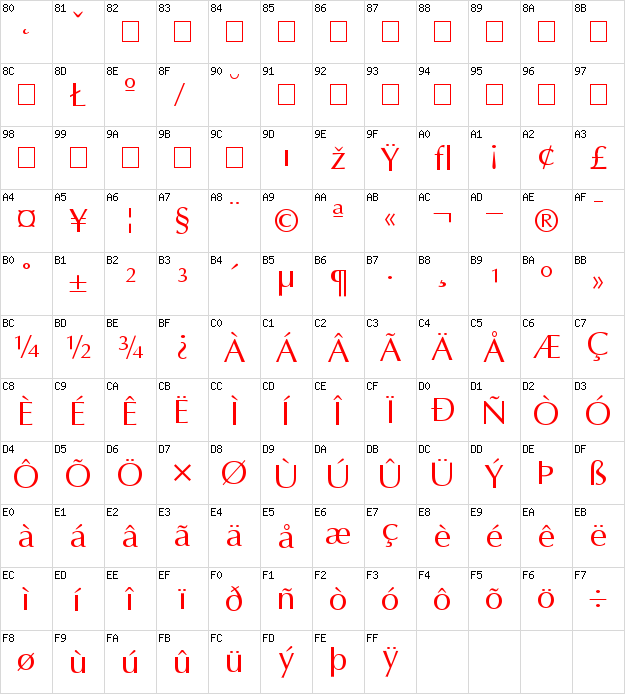 80 81 82 83 84 85 86 87 88 89 8A 8B
˛ ˇ □ □ □ □ □ □ □ □ □ □
8C 8D 8E 8F 90 91 92 93 94 95 96 97
□ Ł º ⁄ ˘ □ □ □ □ □ □ □
98 99 9A 9B 9C 9D 9E 9F A0 A1 A2 A3
□ □ □ □ □ ı ž Ÿ fl ¡ ¢ £
A4 A5 A6 A7 A8 A9 AA AB AC AD AE AF
¤ ¥ ¦ § ¨ © ª « ¬ – ® ¯
B0 B1 B2 B3 B4 B5 B6 B7 B8 B9 BA BB
° ± ² ³ ´ µ ¶ · ¸ ¹ º »
BC BD BE BF C0 C1 C2 C3 C4 C5 C6 C7
¼ ½ ¾ ¿ À Á Â Ã Ä Å Æ Ç
C8 C9 CA CB CC CD CE CF D0 D1 D2 D3
È É Ê Ë Ì Í Î Ï Ð Ñ Ò Ó
D4 D5 D6 D7 D8 D9 DA DB DC DD DE DF
Ô Õ Ö × Ø Ù Ú Û Ü Ý Þ ß
E0 E1 E2 E3 E4 E5 E6 E7 E8 E9 EA EB
à á â ã ä å æ ç è é ê ë
EC ED EE EF F0 F1 F2 F3 F4 F5 F6 F7
ì í î ï ð ñ ò ó ô õ ö ÷
F8 F9 FA FB FC FD FE FF
ø ù ú û ü ý þ ÿ